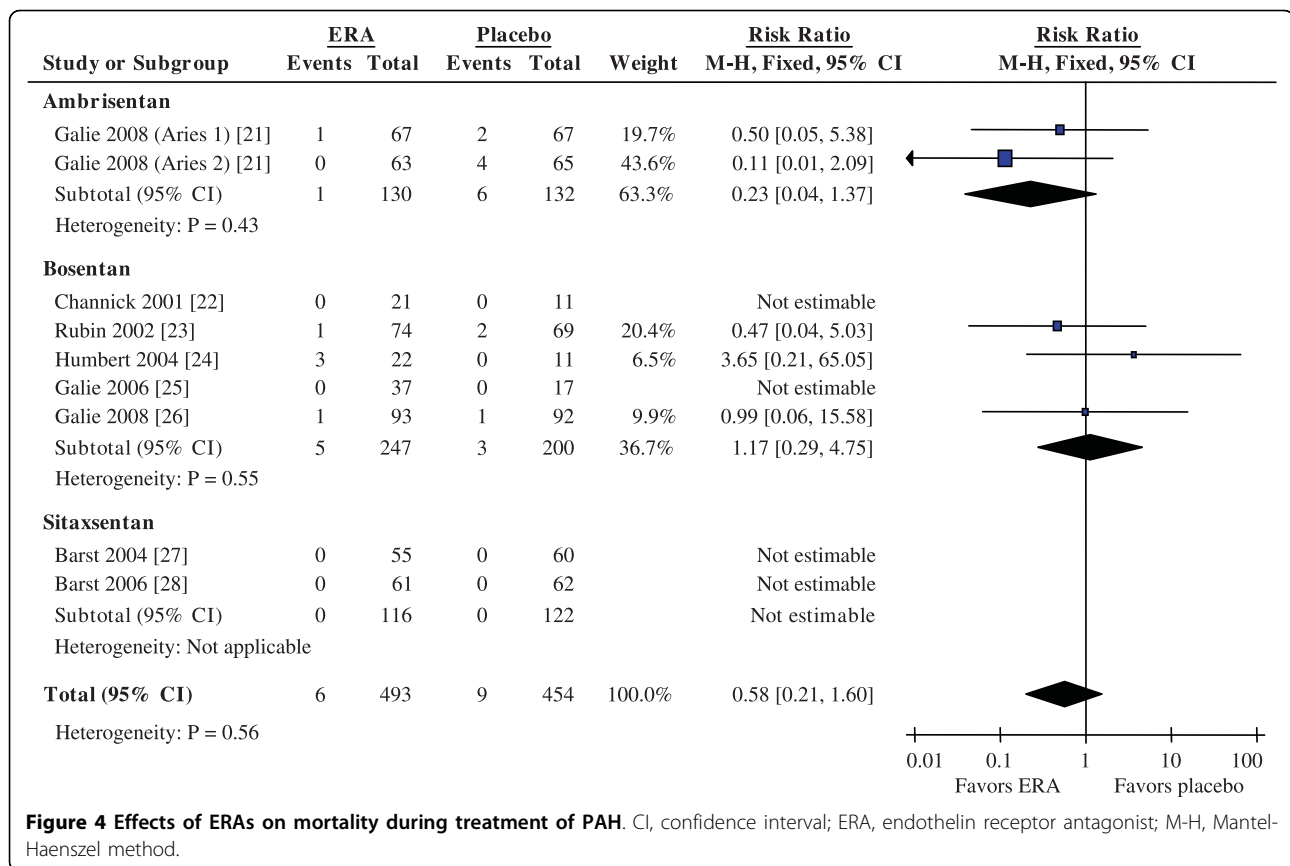 ERA Placebo Risk Ratio Risk Ratio
Study or Subgroup Events Total Events Total Weight M-H, Fixed, 95% CI M-H, Fixed, 95% CI
Ambrisentan
Galie 2008 (Aries 1) [21] 1 67 2 67 19.7% 0.50 [0.05, 5.38]
Galie 2008 (Aries 2) [21] 0 63 4 65 43.6% 0.11 [0.01, 2.09]
Subtotal (95% CI) 1 130 6 132 63.3% 0.23 [0.04, 1.37]
Heterogeneity: P = 0.43
Bosentan
Channick 2001 [22] 0 21 0 11 Not estimable
Rubin 2002 [23] 1 74 2 69 20.4% 0.47 [0.04, 5.03]
Humbert 2004 [24] 3 22 0 11 6.5% 3.65 [0.21, 65.05]
Galie 2006 [25] 0 37 0 17 Not estimable
Galie 2008 [26] 1 93 1 92 9.9% 0.99 [0.06, 15.58]
Subtotal (95% CI) 5 247 3 200 36.7% 1.17 [0.29, 4.75]
Heterogeneity: P = 0.55
Sitaxsentan
Barst 2004 [27] 0 55 0 60 Not estimable
Barst 2006 [28] 0 61 0 62 Not estimable
Subtotal (95% CI) 0 116 0 122 Not estimable
Heterogeneity: Not applicable
Total (95% CI) 6 493 9 454 100.0% 0.58 [0.21, 1.60]
Heterogeneity: P = 0.56
0.01 0.1 1 10 100
Favors ERA Favors placebo
Figure 4 Effects of ERAs on mortality during treatment of PAH. CI, confidence interval; ERA, endothelin receptor antagonist; M-H, Mantel-
Haenszel method.